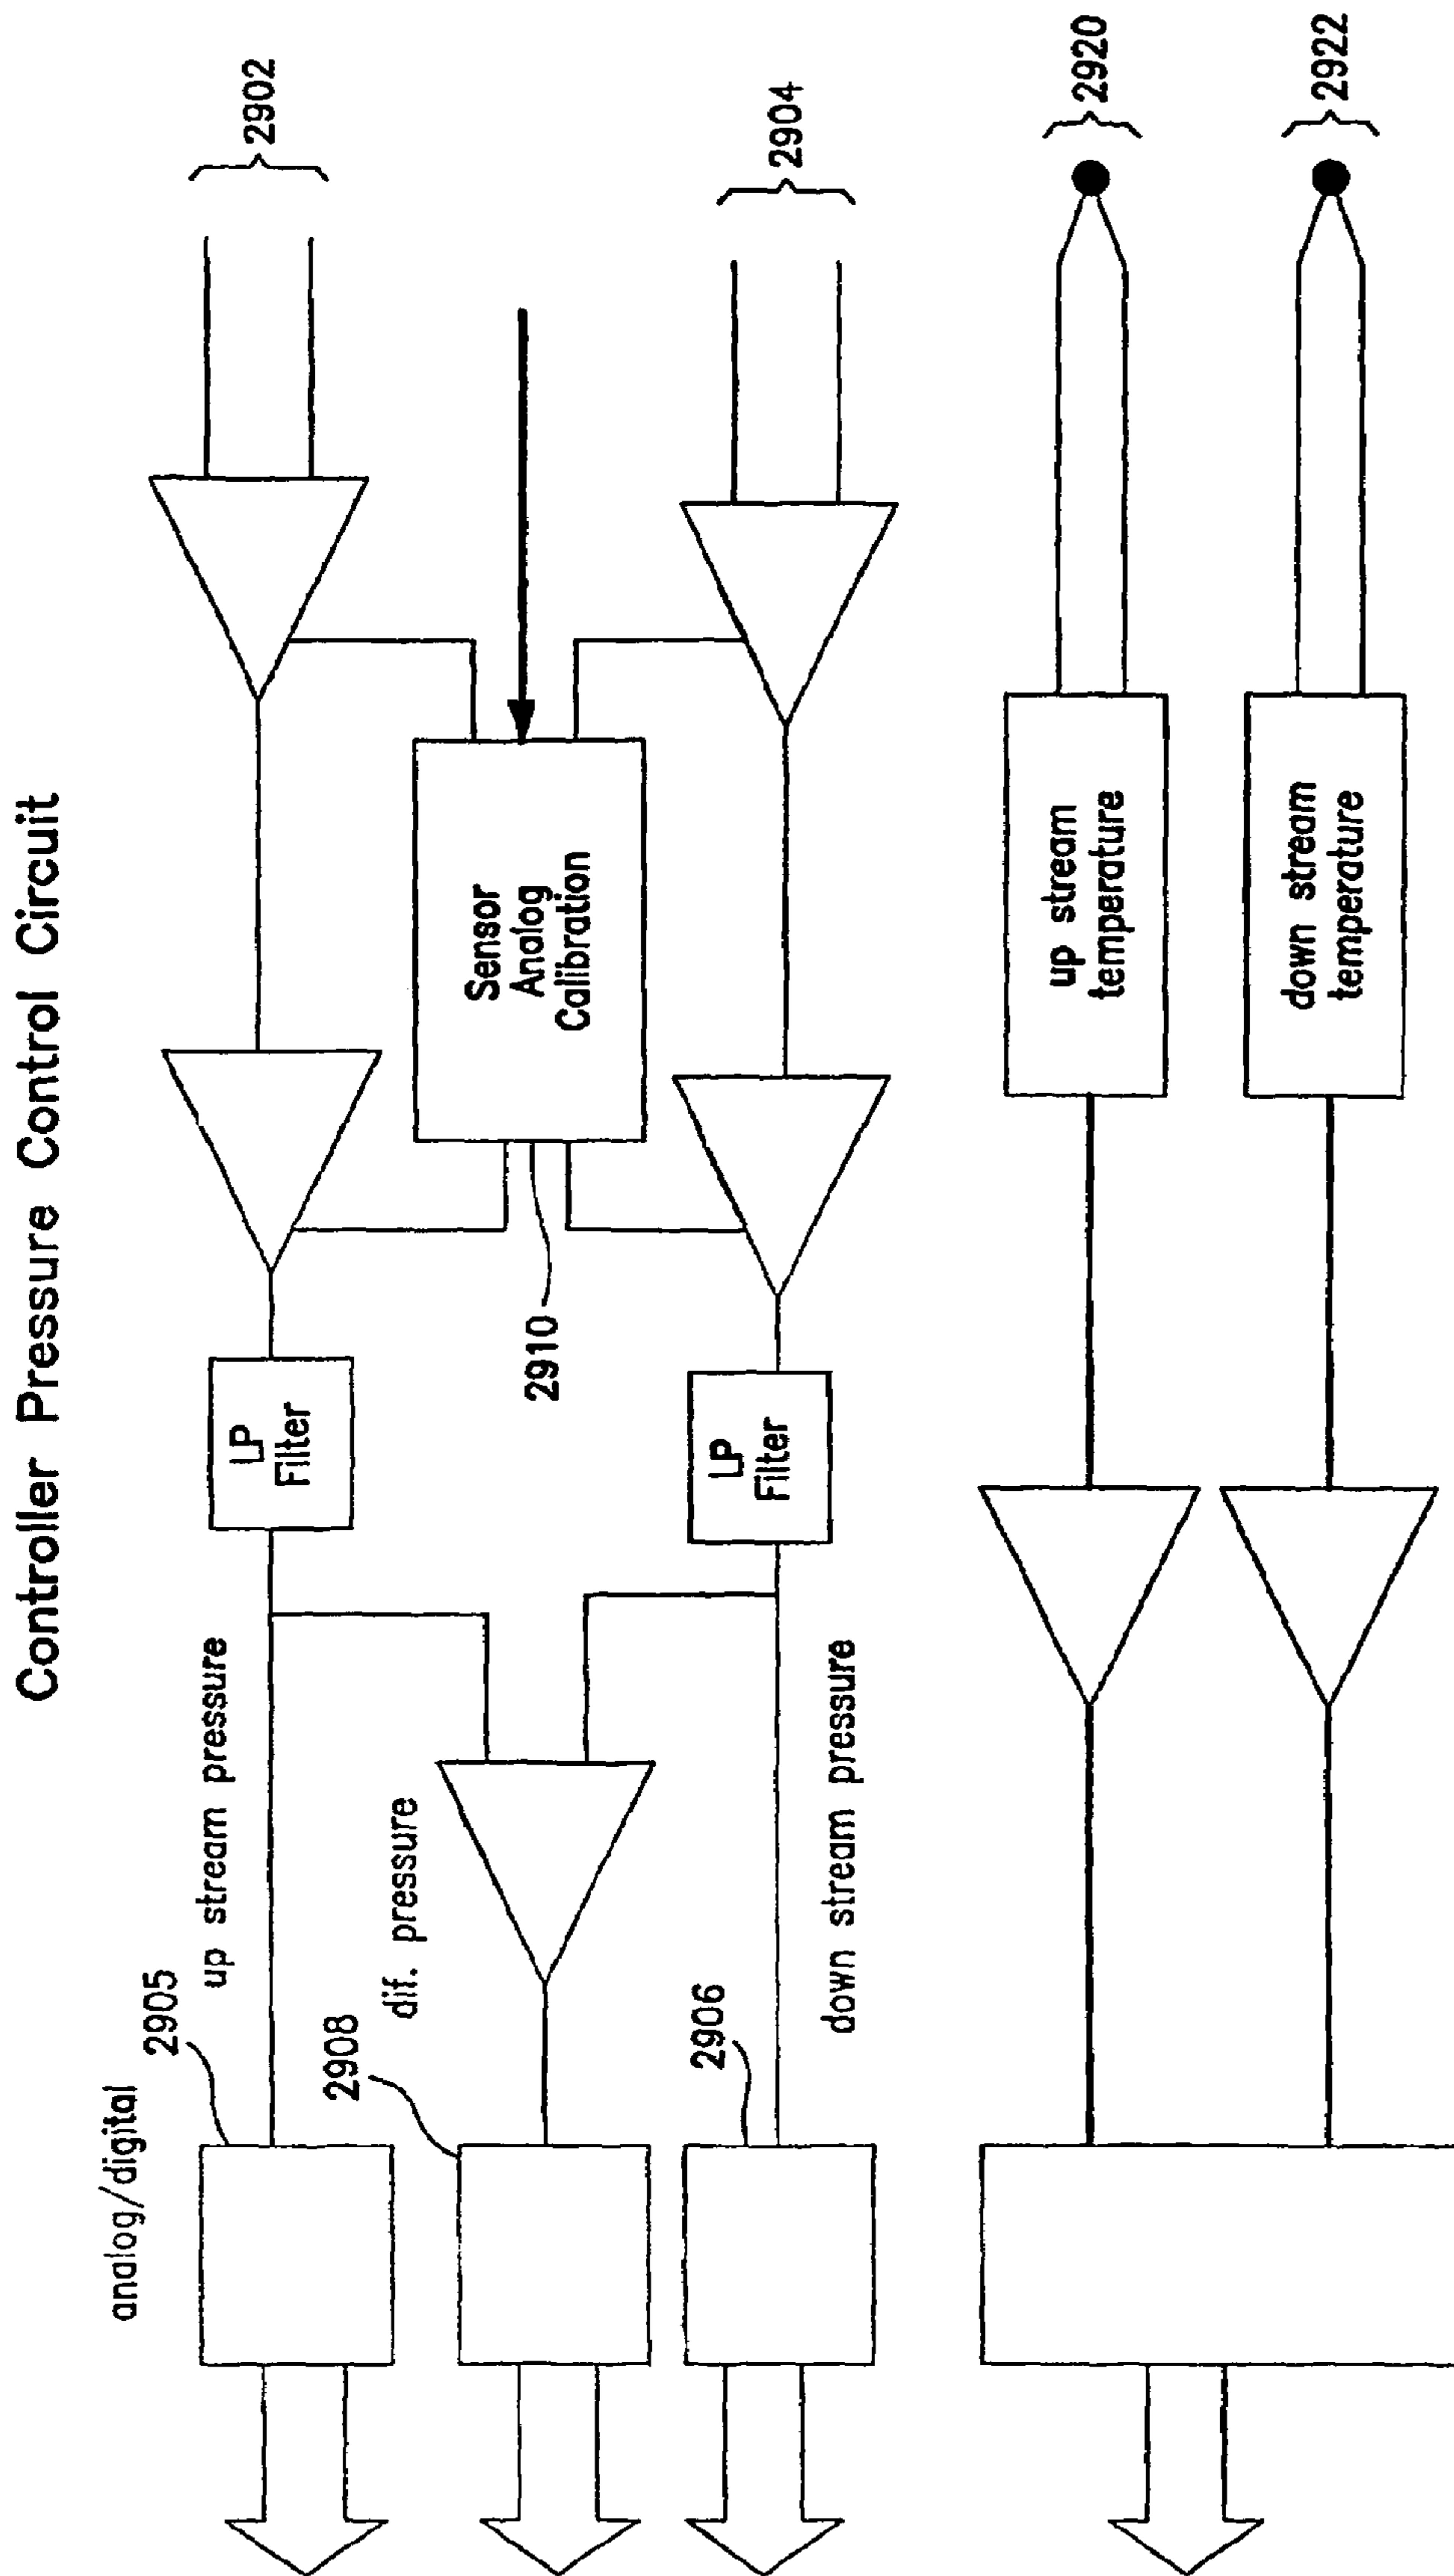 Controller Pressure Control Circuit
analog/digital
2905
up stream pressure
LP
Filter
2902
2908
dif. pressure
2910
Sensor
Analog
Calibration
2906
down stream pressure
LP
Filter
2904
up stream
temperature
2920
down stream
temperature
2922